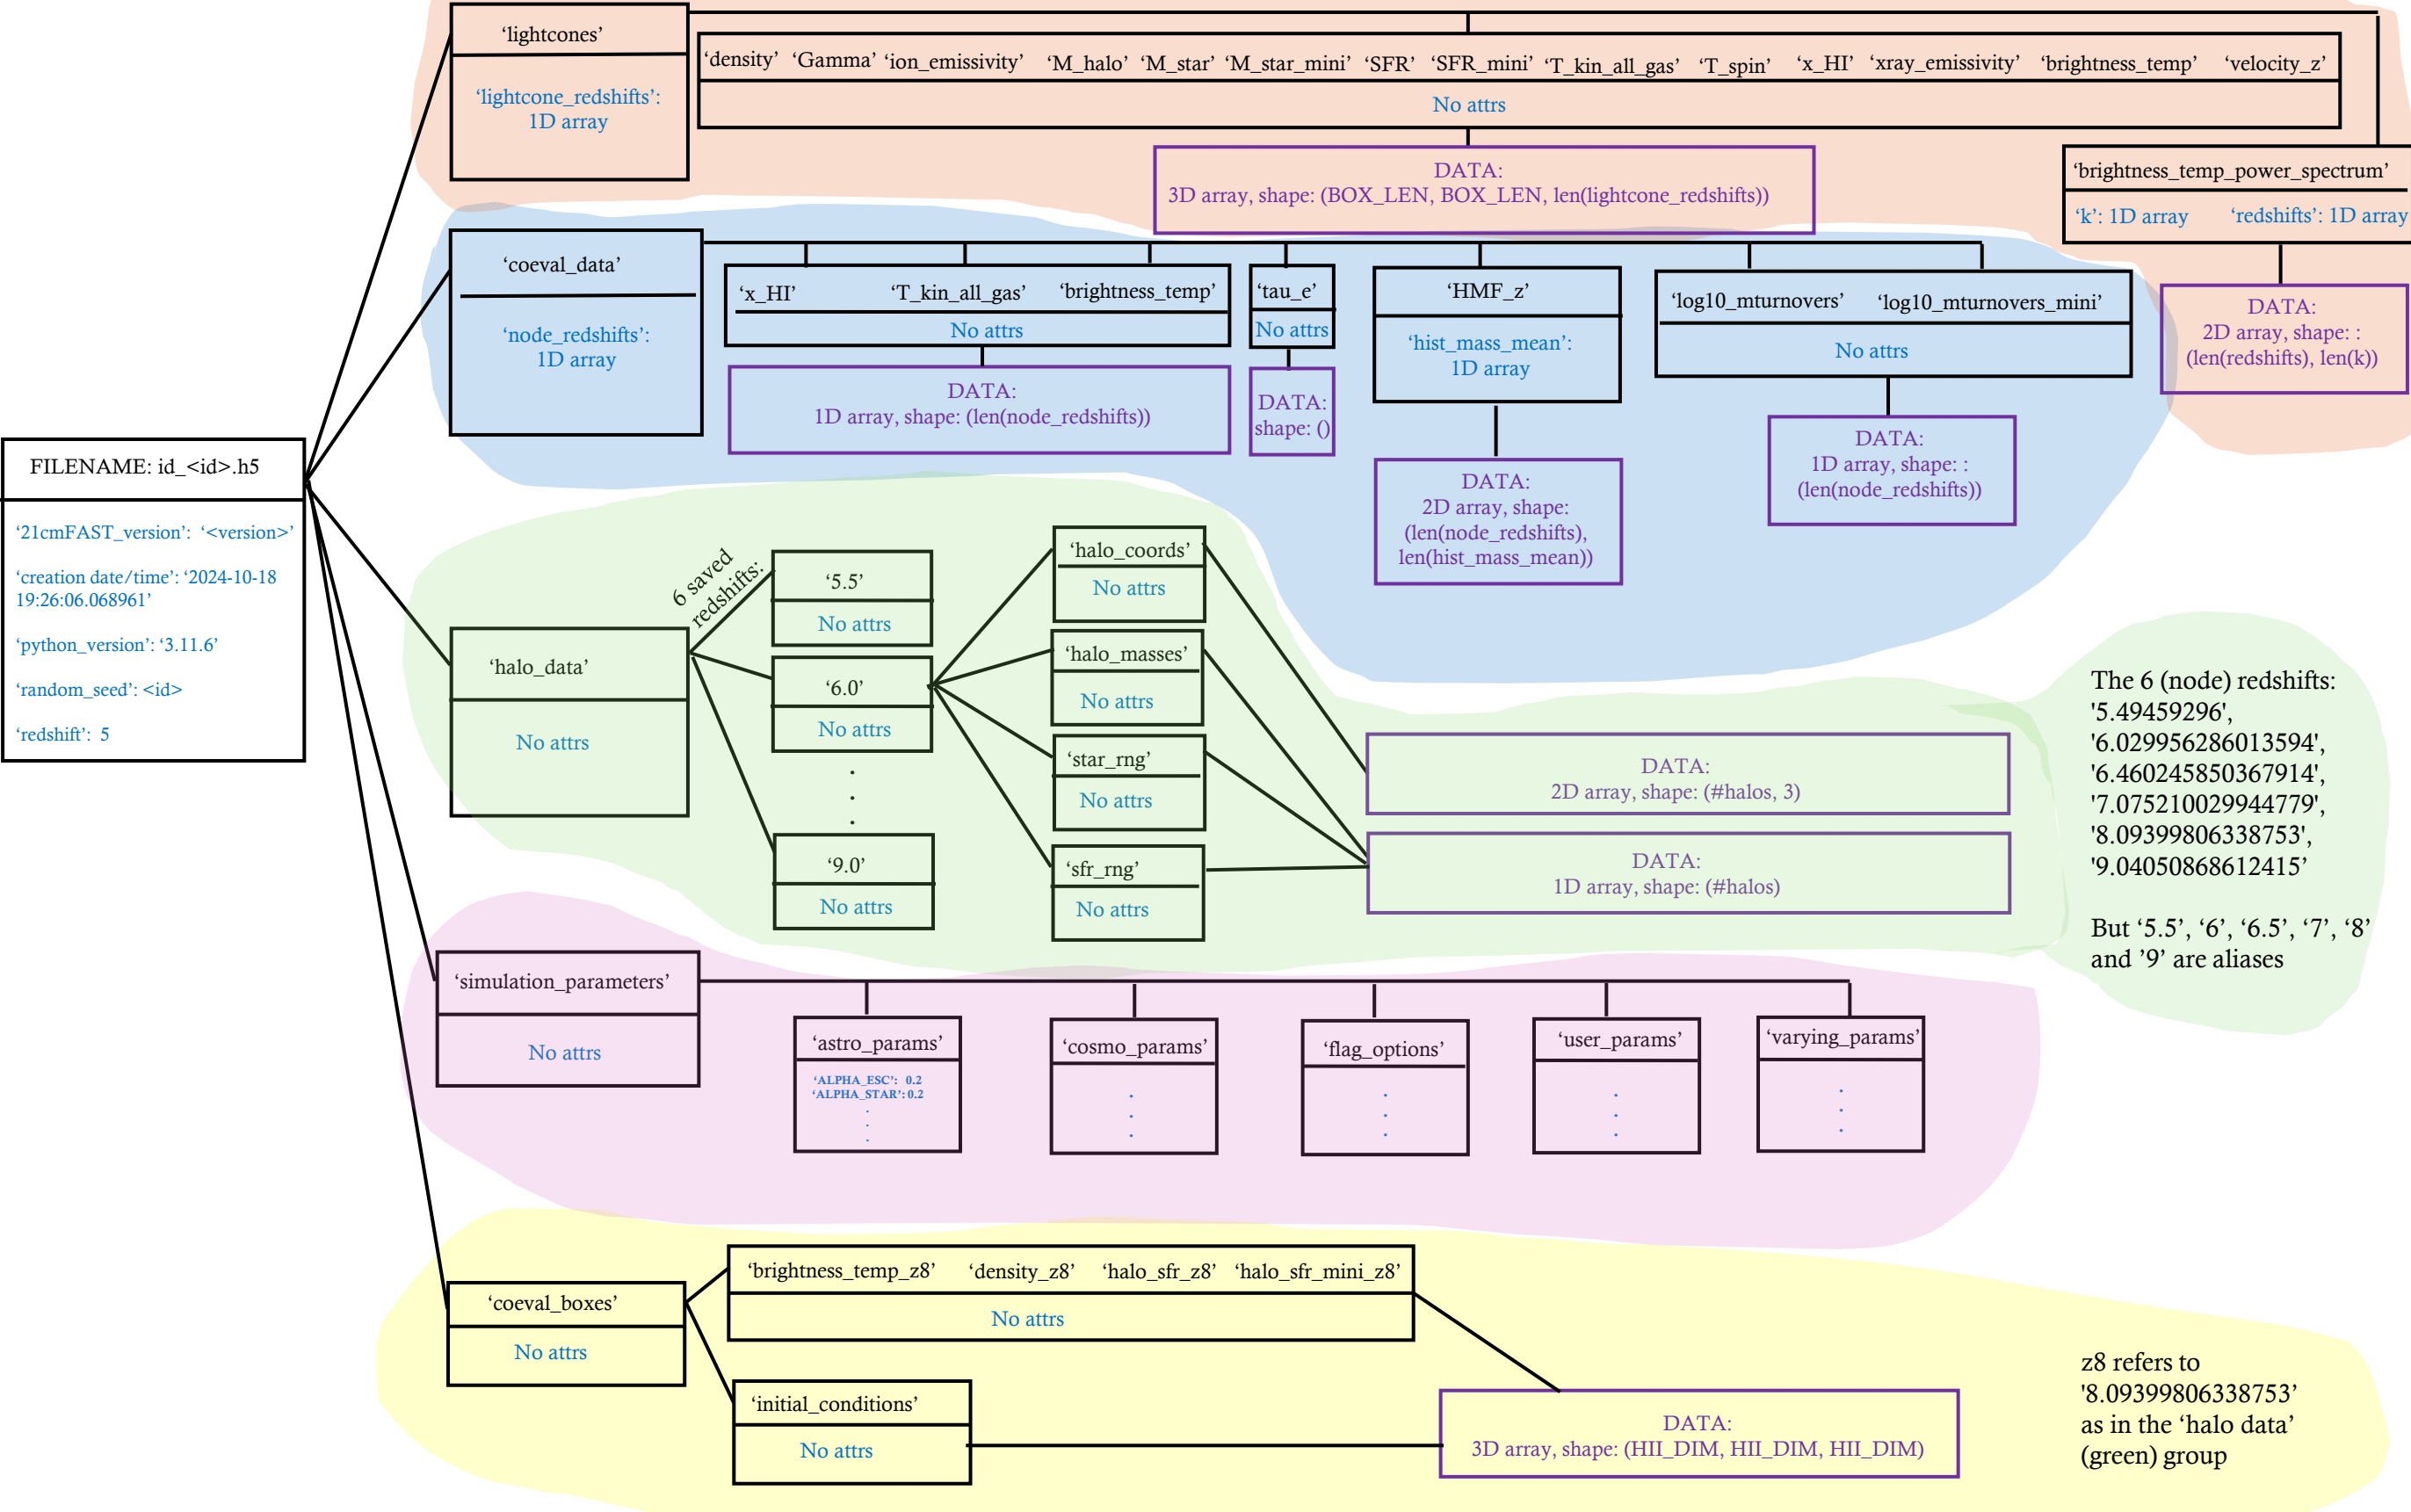 ‘lightcones’
‘lightcone_redshifts’:
1D array
‘density’ ‘Gamma’ ‘ion_emissivity’ ‘M_halo’ ‘M_star’ ‘M_star_mini’ ‘SFR’ ‘SFR_mini’ ‘T_kin_all_gas’ ‘T_spin’ ‘x_HI’ ‘xray_emissivity’ ‘brightness_temp’ ‘velocity_z’
No attrs
DATA:
3D array, shape: (BOX_LEN, BOX_LEN, len(lightcone_redshifts))
‘brightness_temp_power_spectrum’
‘k’: 1D array ‘redshifts’: 1D array
DATA:
2D array, shape: :
(len(redshifts), len(k))
‘coeval_data’
‘node_redshifts’:
1D array
‘x_HI’ ‘T_kin_all_gas’ ‘brightness_temp’
No attrs
DATA:
1D array, shape: (len(node_redshifts))
‘tau_e’
No attrs
DATA:
shape: ()
‘HMF_z’
‘hist_mass_mean’:
1D array
DATA:
2D array, shape:
(len(node_redshifts),
len(hist_mass_mean))
‘log10_mturnovers’ ‘log10_mturnovers_mini’
No attrs
DATA:
1D array, shape: :
(len(node_redshifts))
FILENAME: id_<id>.h5
‘21cmFAST_version’: ‘<version>’
‘creation date/time’: ‘2024-10-18
19:26:06.068961’
‘python_version’: ‘3.11.6’
‘random_seed’: <id>
‘redshift’: 5
‘halo_data’
No attrs
6 saved
redshifts:
‘5.5’
No attrs
‘6.0’
No attrs
.
.
.
‘9.0’
No attrs
‘halo_coords’
No attrs
‘halo_masses’
No attrs
‘star_rng’
No attrs
‘sfr_rng’
No attrs
DATA:
2D array, shape: (#halos, 3)
DATA:
1D array, shape: (#halos)
The 6 (node) redshifts:
'5.49459296',
'6.029956286013594',
'6.460245850367914',
'7.075210029944779',
'8.09399806338753',
'9.04050868612415’
But ‘5.5’, ‘6’, ‘6.5’, ‘7’, ‘8’
and ’9’ are aliases
‘simulation_parameters’
No attrs
‘astro_params’
‘ALPHA_ESC’: 0.2
‘ALPHA_STAR’: 0.2
.
.
.
‘cosmo_params’
.
.
.
‘flag_options’
.
.
.
‘user_params’
.
.
.
‘varying_params’
.
.
.
‘coeval_boxes’
No attrs
‘brightness_temp_z8’ ‘density_z8’ ‘halo_sfr_z8’ ‘halo_sfr_mini_z8’
No attrs
‘initial_conditions’
No attrs
DATA:
3D array, shape: (HII_DIM, HII_DIM, HII_DIM)
z8 refers to
'8.09399806338753’
as in the ‘halo data’
(green) group